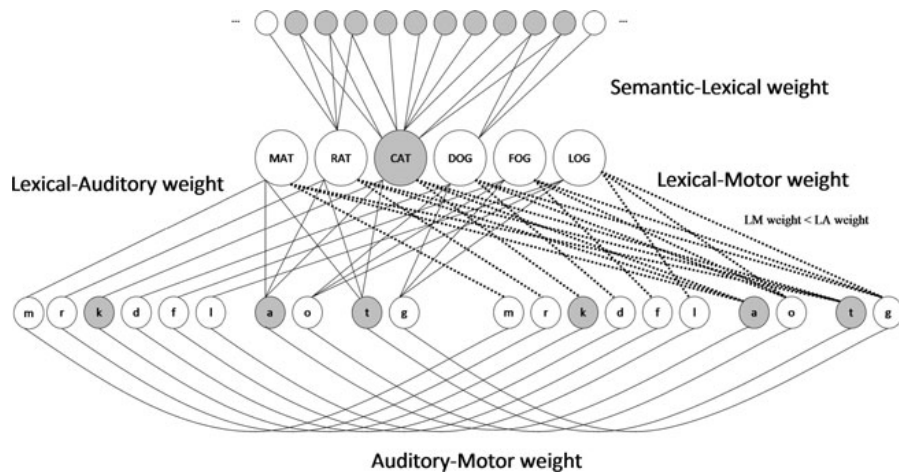 ... ...
Semantic-Lexical weight
MAT RAT CAT DOG FOG LOG
Lexical-Auditory weight Lexical-Motor weight
LM weight < LA weight
m r k d f l a o t g m r k d f l a o t g
Auditory-Motor weight